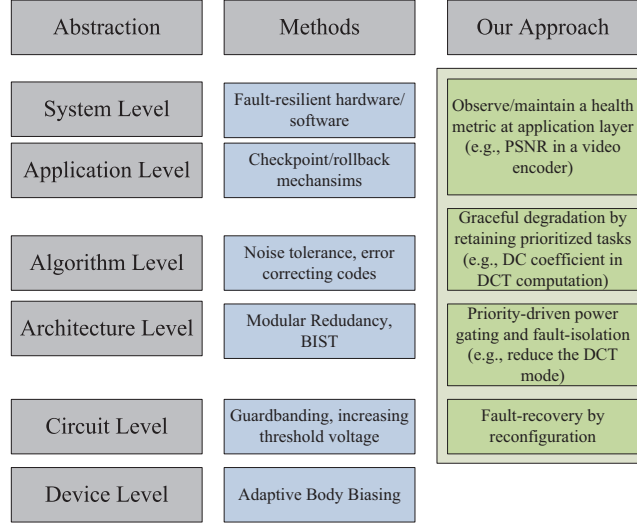 Abstraction
Methods
Our Approach
System Level
Fault-resilient hardware/
software
Observe/maintain a health
metric at application layer
(e.g., PSNR in a video
encoder)
Application Level
Checkpoint/rollback
mechansims
Algorithm Level
Noise tolerance, error
correcting codes
Graceful degradation by
retaining prioritized tasks
(e.g., DC coefficient in
DCT computation)
Architecture Level
Modular Redudancy,
BIST
Priority-driven power
gating and fault-isolation
(e.g., reduce the DCT
mode)
Circuit Level
Guardbanding, increasing
threshold voltage
Fault-recovery by
reconfiguration
Device Level
Adaptive Body Biasing